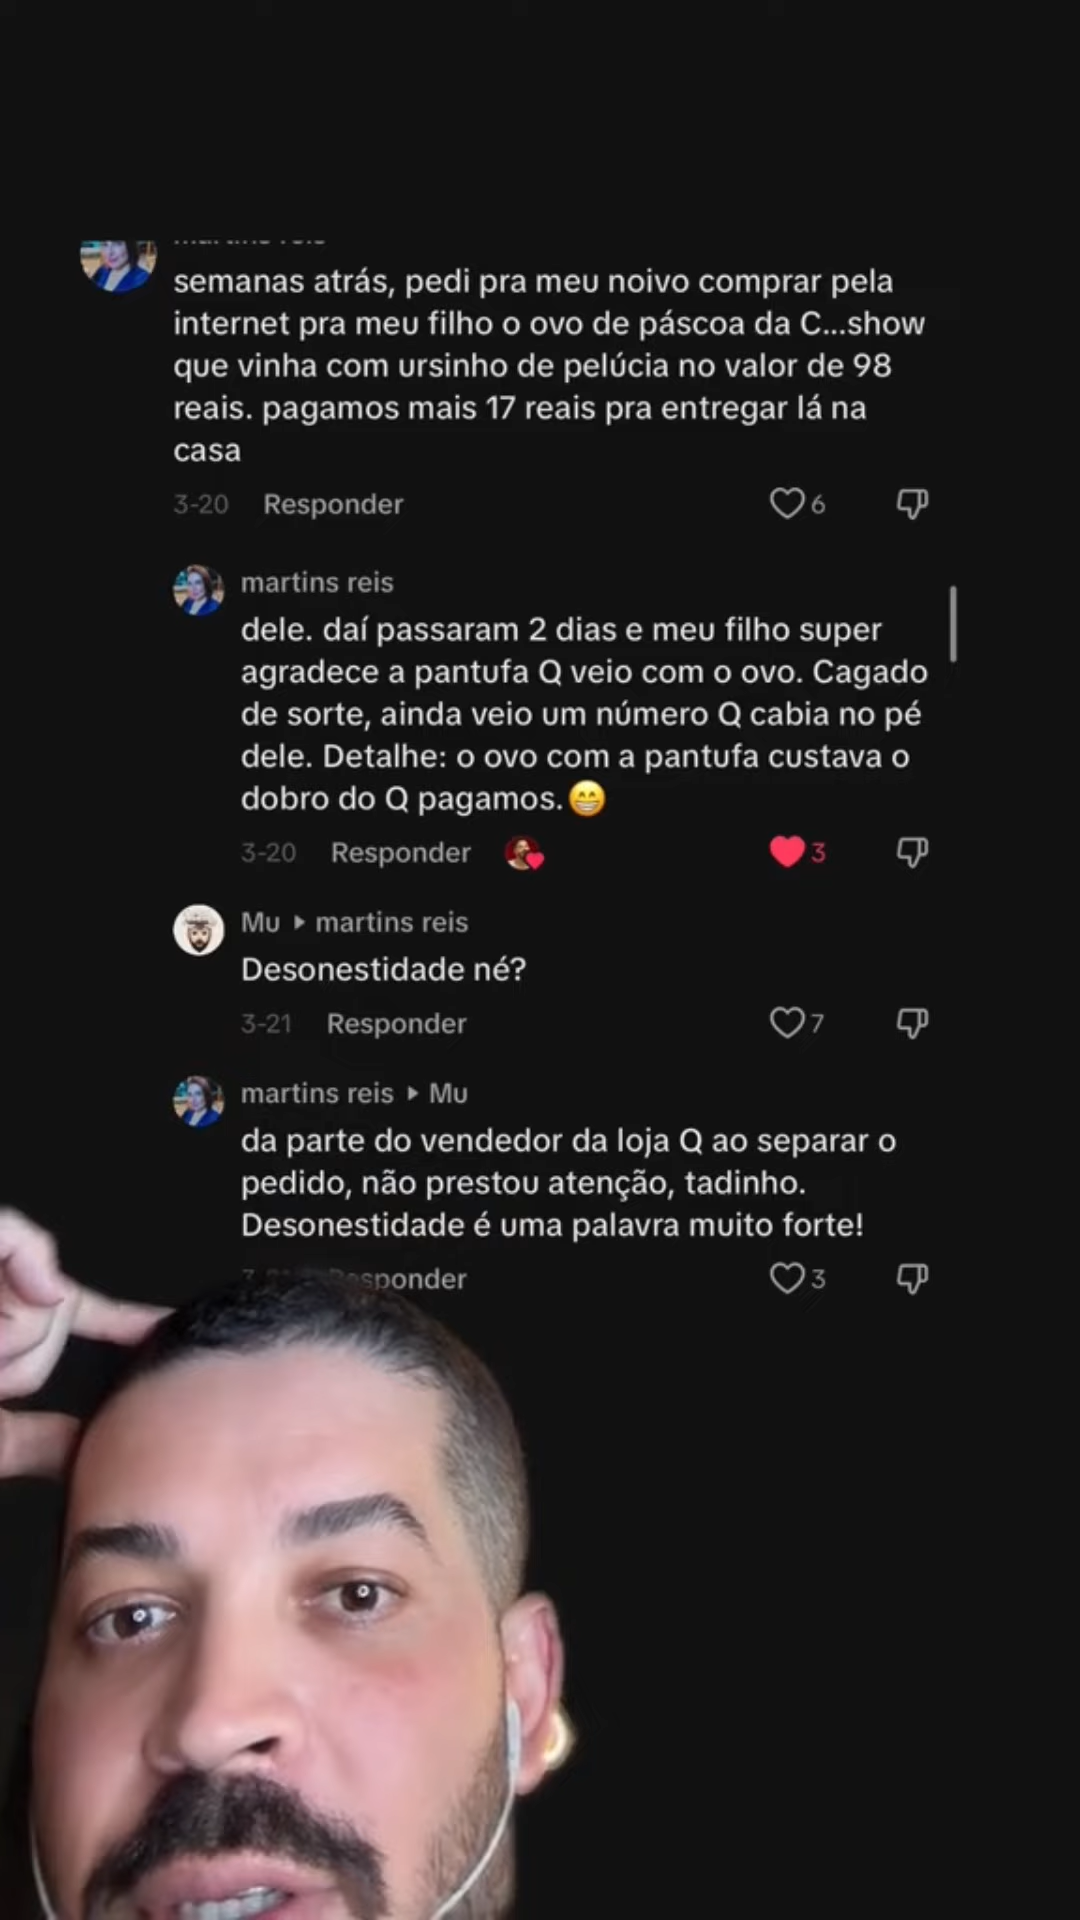 semanas atrás, pedi pra meu noivo comprar pela
internet pra meu filho o ovo de páscoa da C...show
que vinha com ursinho de pelúcia no valor de 98
reais. pagamos mais 17 reais pra entregar lá na
casa
3-20 Responder 6
martins reis
dele. daí passaram 2 dias e meu filho super
agradece a pantufa Q veio com o ovo. Cagado
de sorte, ainda veio um número Q cabia no pé
dele. Detalhe: o ovo com a pantufa custava o
dobro do Q pagamos.😁
3-20 Responder 3
Mu ▸ martins reis
Desonestidade né?
3-21 Responder 7
martins reis ▸ Mu
da parte do vendedor da loja Q ao separar o
pedido, não prestou atenção, tadinho.
Desonestidade é uma palavra muito forte!
Responder 3